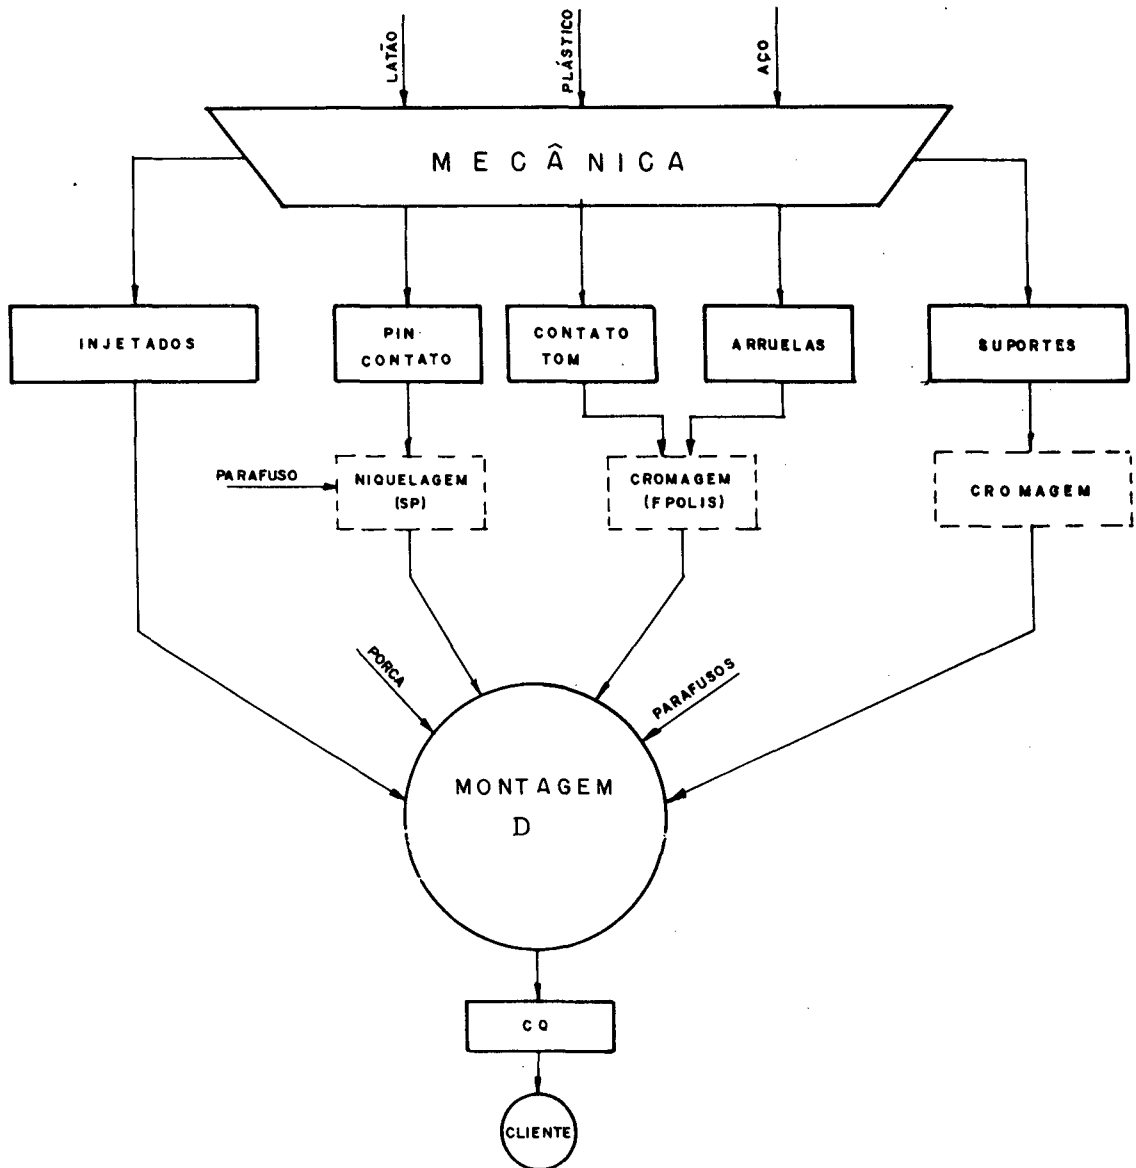 LATÃO
PLÁSTICO
AÇO
MECÂNICA
INJETADOS
PIN
CONTATO
CONTATO
TOM
ARRUELAS
SUPORTES
PARAFUSO
NIQUELAGEM
(SP)
CROMAGEM
(FPOLIS)
CROMAGEM
PORCA
PARAFUSOS
MONTAGEM
D
CQ
CLIENTE